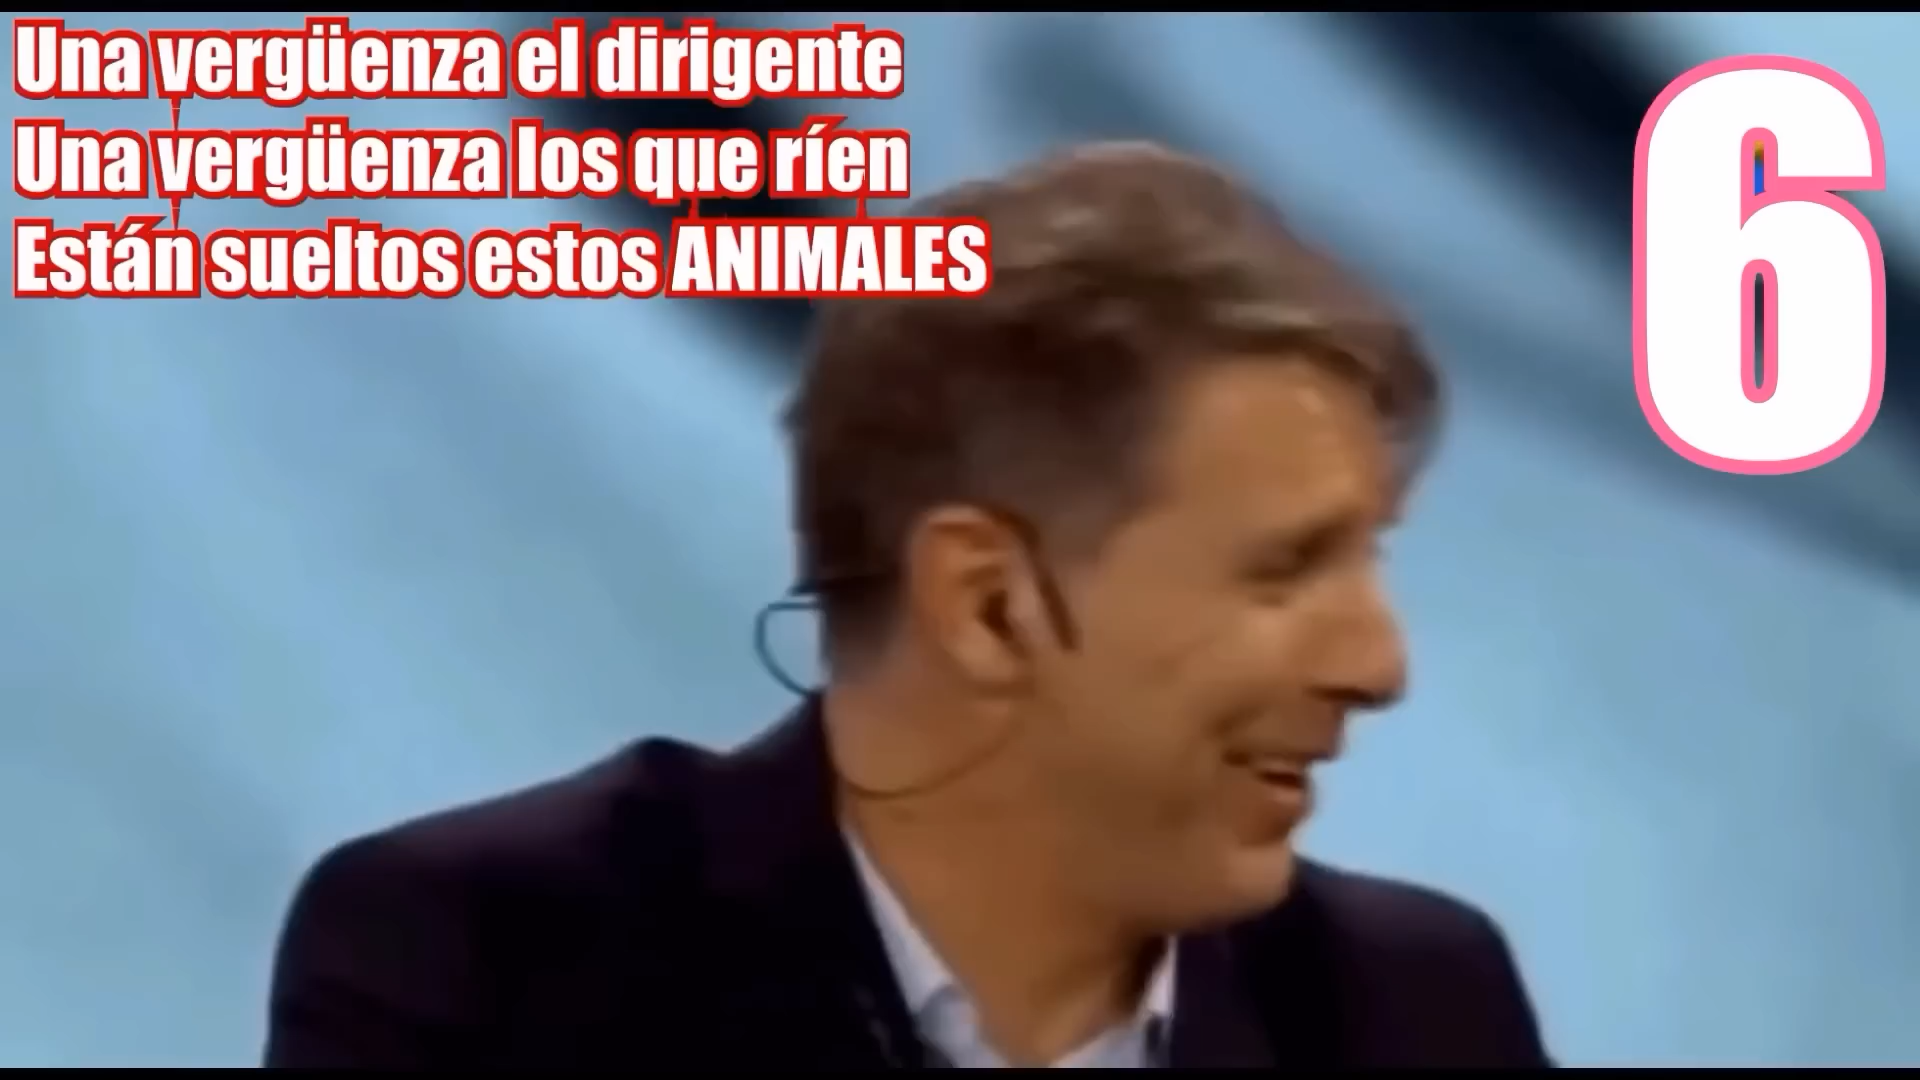 Una vergüenza el dirigente
Una vergüenza los que ríen
Están sueltos estos ANIMALES
6